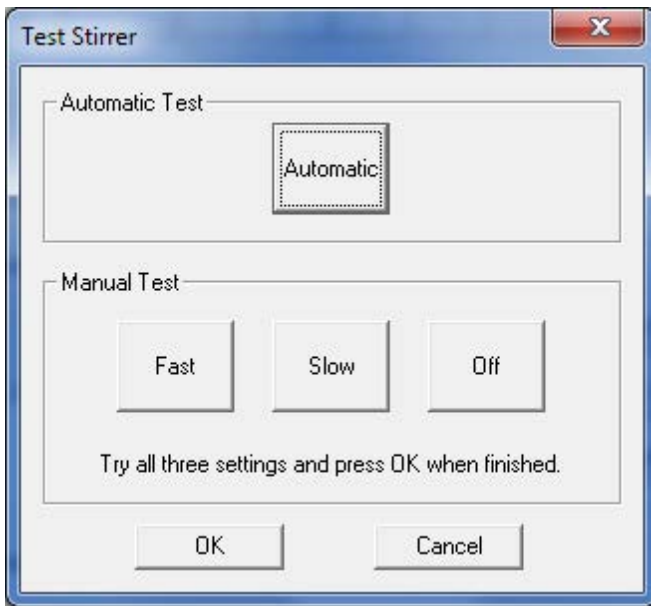 Test Stirrer
Automatic Test
Automatic
Manual Test
Fast
Slow
Off
Try all three settings and press OK when finished.
OK
Cancel